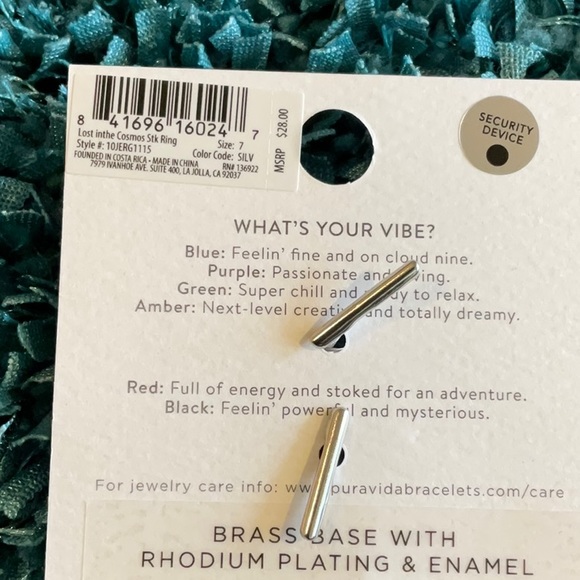 8 41696 16024 7
Lost inthe Cosmos Stk Ring
Style #: 10JERG1115 Size: 7
Color Code: SILV
FOUNDED IN COSTA RICA • MADE IN CHINA RN# 136922
7979 IVANHOE AVE. SUITE 400, LA JOLLA, CA 92037
MSRP $28.00
SECURITY
DEVICE
WHAT'S YOUR VIBE?
Blue: Feelin' fine and on cloud nine.
Purple: Passionate and
Green: Super chill and to relax.
Amber: Next-level and totally dreamy.
Red: Full of energy and stoked for an adventure.
Black: Feelin' powerful and mysterious.
For jewelry care info: puravidabracelets.com/care
BRASS BASE WITH
RHODIUM PLATING & ENAMEL